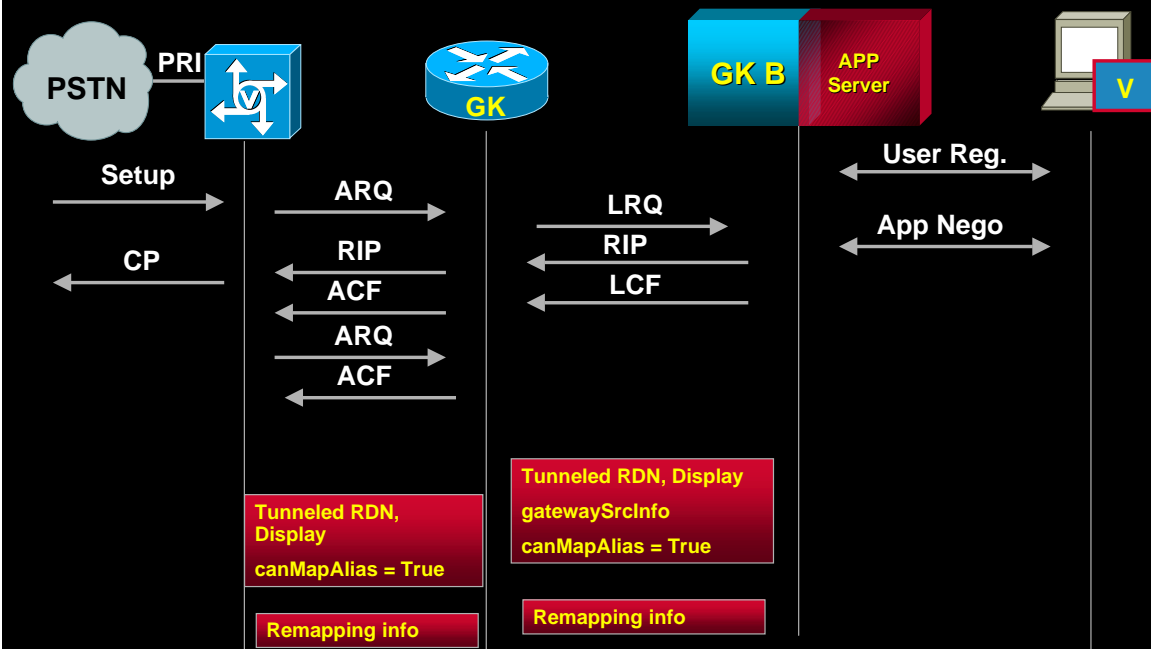 PSTN
PRI
V
GK
GK B
APP
Server
V
User Reg.
Setup
ARQ
LRQ
App Nego
CP
RIP
RIP
ACF
LCF
ARQ
ACF
Tunneled RDN, Display
gatewaySrcInfo
canMapAlias = True
Tunneled RDN,
Display
canMapAlias = True
Remapping info
Remapping info